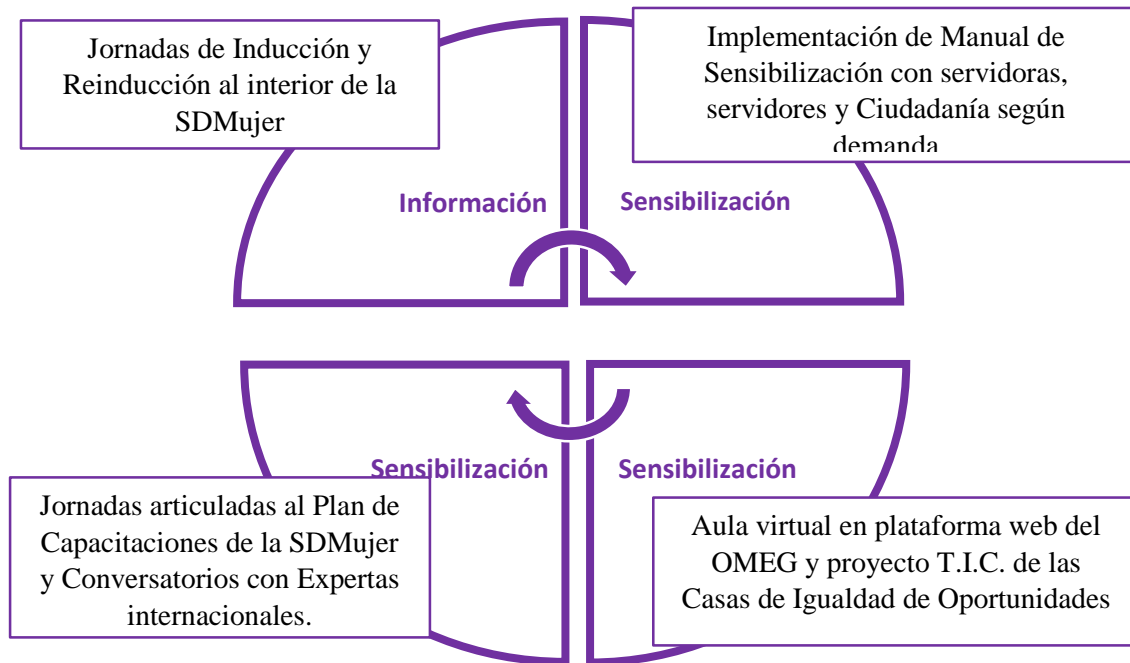 Jornadas de Inducción y
Reinducción al interior de la
SDMujer
Implementación de Manual de
Sensibilización con servidoras,
servidores y Ciudadanía según
demanda
Información
Sensibilización
Sensibilización
Sensibilización
Jornadas articuladas al Plan de
Capacitaciones de la SDMujer
y Conversatorios con Expertas
internacionales.
Aula virtual en plataforma web del
OMEG y proyecto T.I.C. de las
Casas de Igualdad de Oportunidades